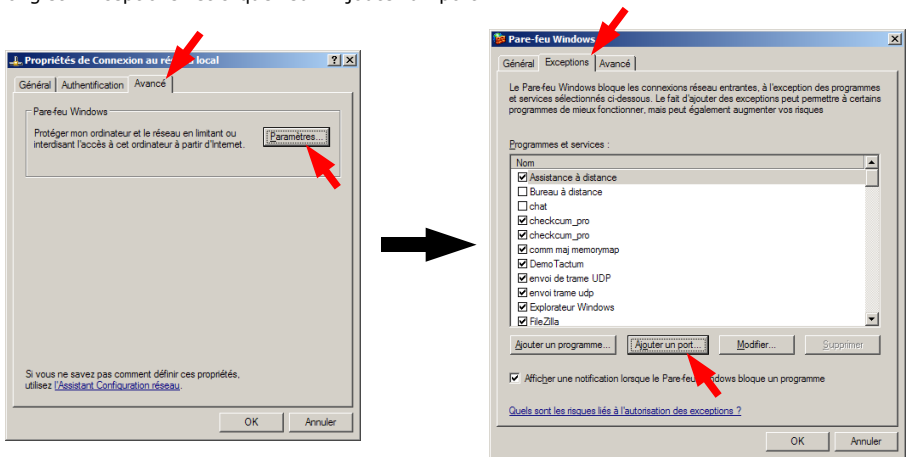 Propriétés de Connexion au réseau local
Général
Authentification
Avancé
Pare-feu Windows
Protéger mon ordinateur et le réseau en limitant ou
interdisant l'accès à cet ordinateur à partir d'Internet.
Paramètres...
Si vous ne savez pas comment définir ces propriétés,
utilisez l'Assistant Configuration réseau.
OK
Annuler
Pare-feu Windows
Général
Exceptions
Avancé
Le Pare-feu Windows bloque les connexions réseau entrantes, à l'exception des programmes
et services sélectionnés ci-dessous. Le fait d'ajouter des exceptions peut permettre à certains
programmes de mieux fonctionner, mais peut également augmenter vos risques
Programmes et services :
Nom
Assistance à distance
Bureau à distance
chat
checkcum_pro
checkcum_pro
comm maj memorymap
DemoTactum
envoi de trame UDP
envoi trame udp
Explorateur Windows
FileZilla
Ajouter un programme...
Ajouter un port...
Modifier...
Supprimer
Afficher une notification lorsque le Pare-feu Windows bloque un programme
Quels sont les risques liés à l'autorisation des exceptions ?
OK
Annuler